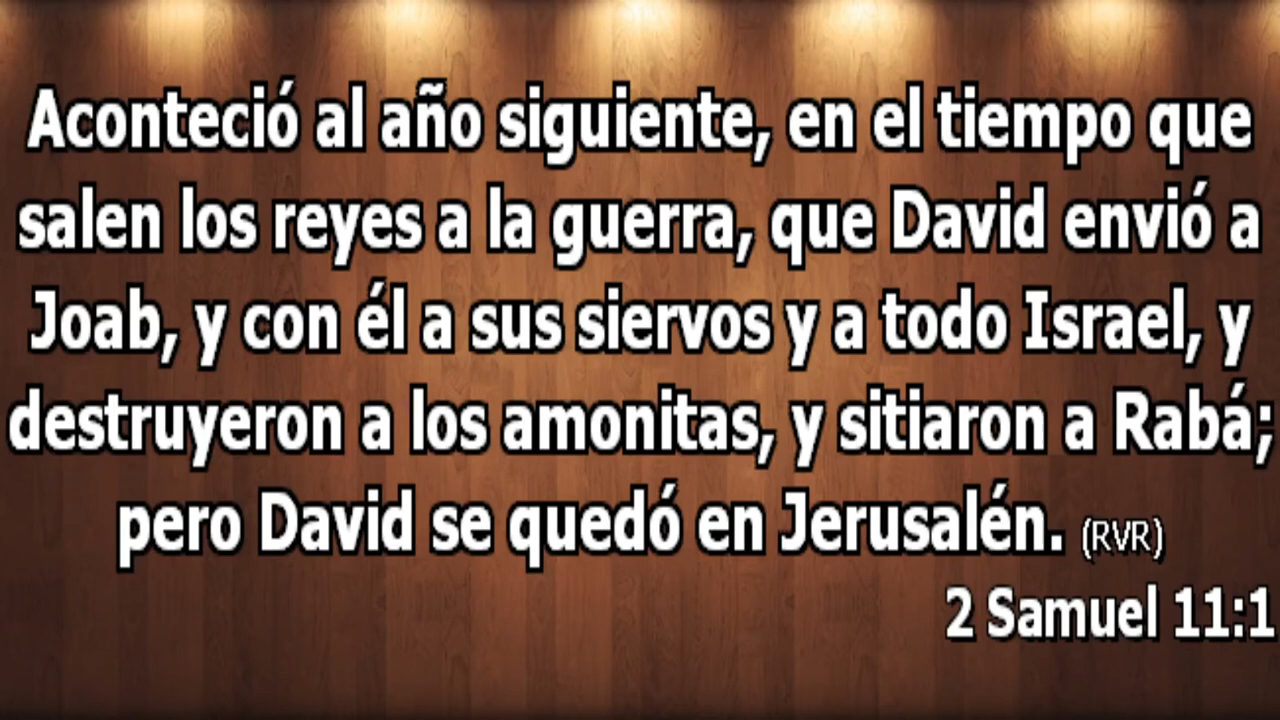 Aconteció al año siguiente, en el tiempo que
salen los reyes a la guerra, que David envió a
Joab, y con él a sus siervos y a todo Israel, y
destruyeron a los amonitas, y sitiaron a Rabá;
pero David se quedó en Jerusalén. (RVR)
2 Samuel 11:1